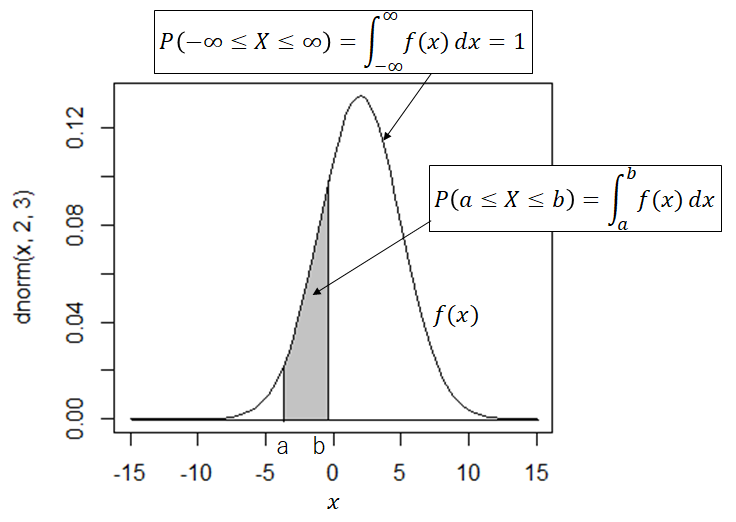 P(−∞ ≤ X ≤ ∞) = ∫_{−∞}^{∞} f(x) dx = 1
P(a ≤ X ≤ b) = ∫_{a}^{b} f(x) dx
f(x)
dnorm(x, 2, 3)
0.12
0.08
0.04
0.00
a b
-15 -10 -5 0 5 10 15
x